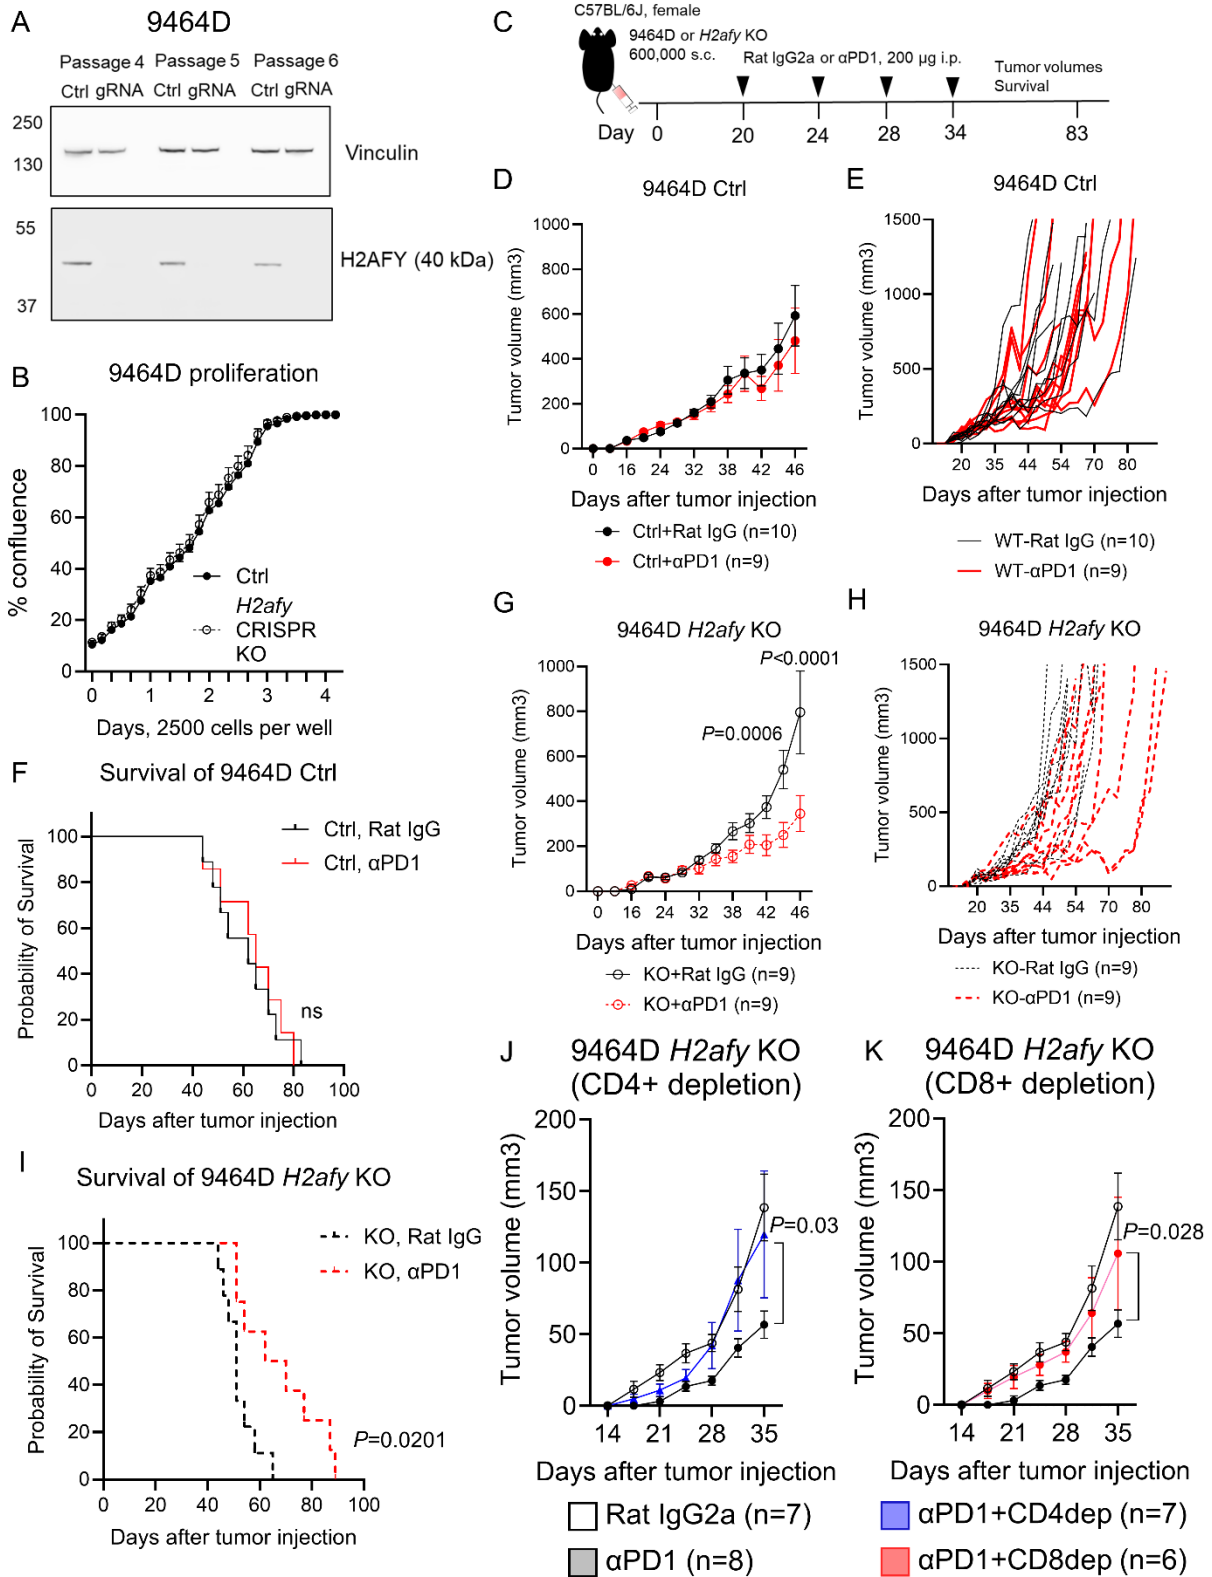 A
9464D
Passage 4 Passage 5 Passage 6
Ctrl gRNA Ctrl gRNA Ctrl gRNA
250
130
Vinculin
55
37
H2AFY (40 kDa)
B
9464D proliferation
% confluence
100
80
60
40
20
0
Ctrl
H2afy
CRISPR
KO
0 1 2 3 4
Days, 2500 cells per well
C
C57BL/6J, female
9464D or H2afy KO
600,000 s.c.
Rat IgG2a or αPD1, 200 µg i.p.
Tumor volumes
Survival
Day 0 20 24 28 34 83
D
9464D Ctrl
Tumor volume (mm3)
1000
800
600
400
200
0
0 16 24 32 38 42 46
Days after tumor injection
Ctrl+Rat IgG (n=10)
Ctrl+αPD1 (n=9)
E
9464D Ctrl
Tumor volume (mm3)
1500
1000
500
0
20 35 44 54 70 80
Days after tumor injection
WT-Rat IgG (n=10)
WT-αPD1 (n=9)
F
Survival of 9464D Ctrl
Probability of Survival
100
80
60
40
20
0
Ctrl, Rat IgG
Ctrl, αPD1
ns
0 20 40 60 80 100
Days after tumor injection
G
9464D H2afy KO
Tumor volume (mm3)
1000
800
600
400
200
0
P<0.0001
P=0.0006
0 16 24 32 38 42 46
Days after tumor injection
KO+Rat IgG (n=9)
KO+αPD1 (n=9)
H
9464D H2afy KO
Tumor volume (mm3)
1500
1000
500
0
20 35 44 54 70 80
Days after tumor injection
KO-Rat IgG (n=9)
KO-αPD1 (n=9)
I
Survival of 9464D H2afy KO
Probability of Survival
100
80
60
40
20
0
KO, Rat IgG
KO, αPD1
P=0.0201
0 20 40 60 80 100
Days after tumor injection
J
9464D H2afy KO
(CD4+ depletion)
Tumor volume (mm3)
200
150
100
50
0
P=0.03
14 21 28 35
Days after tumor injection
Rat IgG2a (n=7)
αPD1 (n=8)
K
9464D H2afy KO
(CD8+ depletion)
Tumor volume (mm3)
200
150
100
50
0
P=0.028
14 21 28 35
Days after tumor injection
αPD1+CD4dep (n=7)
αPD1+CD8dep (n=6)